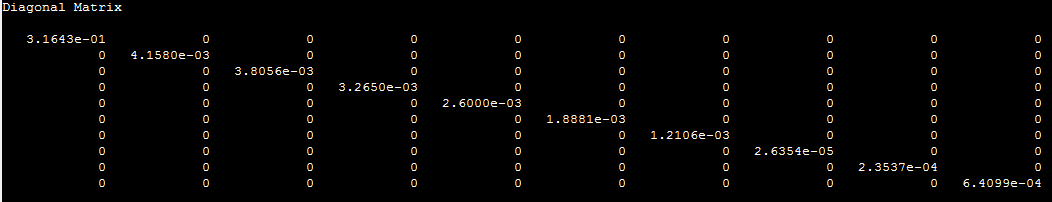 Diagonal Matrix
3.1643e-01 0 0 0 0 0 0 0 0 0
0 4.1580e-03 0 0 0 0 0 0 0 0
0 0 3.8056e-03 0 0 0 0 0 0 0
0 0 0 3.2650e-03 0 0 0 0 0 0
0 0 0 0 2.6000e-03 0 0 0 0 0
0 0 0 0 0 1.8881e-03 0 0 0 0
0 0 0 0 0 0 1.2106e-03 0 0 0
0 0 0 0 0 0 0 2.6354e-05 0 0
0 0 0 0 0 0 0 0 2.3537e-04 0
0 0 0 0 0 0 0 0 0 6.4099e-04